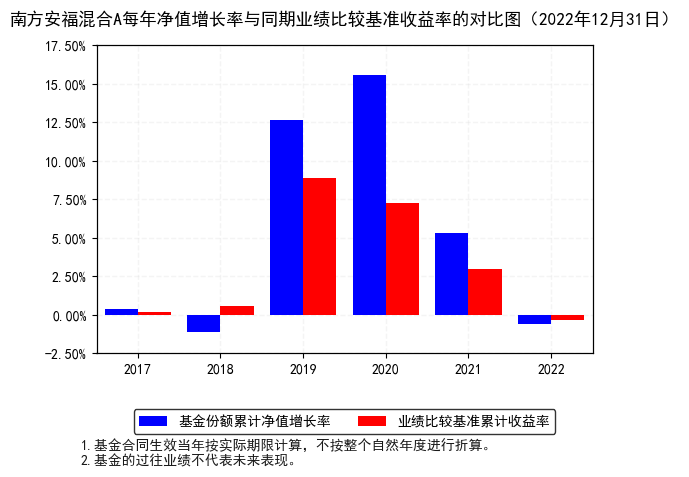 南方安福混合A每年净值增长率与同期业绩比较基准收益率的对比图（2022年12月31日）
17.50%
15.00%
12.50%
10.00%
7.50%
5.00%
2.50%
0.00%
-2.50%
2017 2018 2019 2020 2021 2022
基金份额累计净值增长率 业绩比较基准累计收益率
1.基金合同生效当年按实际期限计算，不按整个自然年度进行折算。
2.基金的过往业绩不代表未来表现。